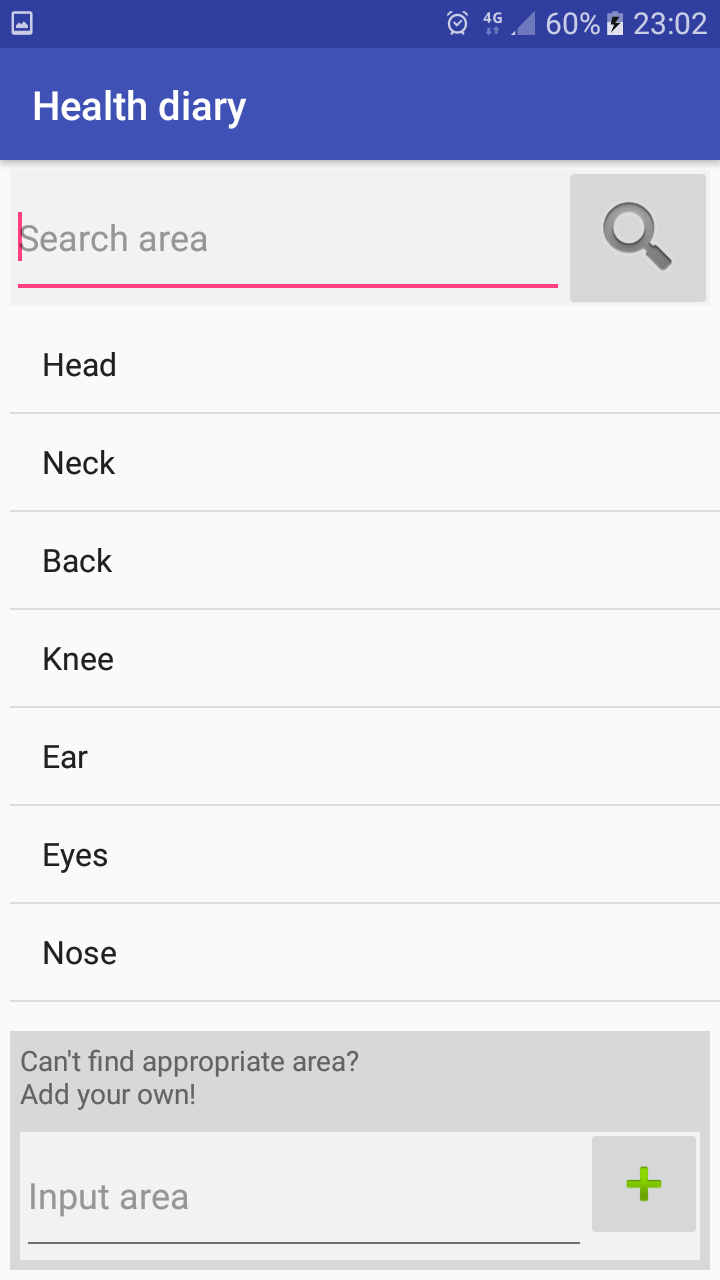 4G 60% 23:02
Health diary
Search area
Head
Neck
Back
Knee
Ear
Eyes
Nose
Can't find appropriate area?
Add your own!
Input area